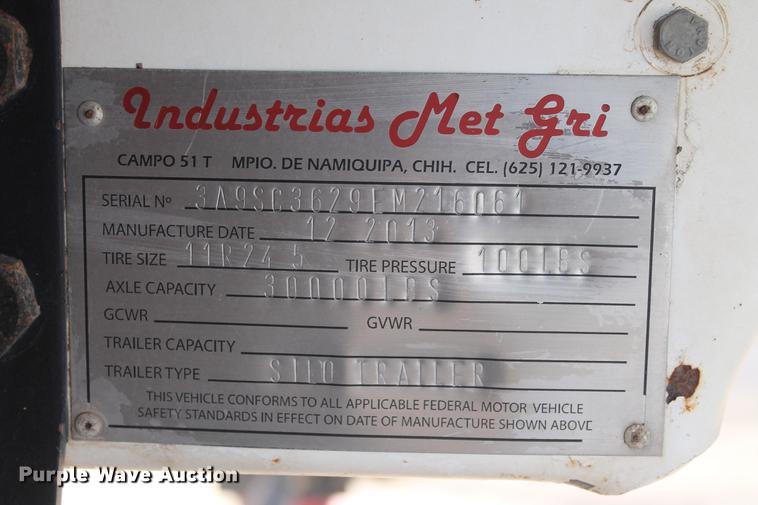 Industrias Met Gri
CAMPO 51 T MPIO. DE NAMIQUIPA, CHIH. CEL. (625) 121-9937
SERIAL Nº 3A9SC3629EM216061
MANUFACTURE DATE 12 2013
TIRE SIZE 11R24 5 TIRE PRESSURE 100LBS
AXLE CAPACITY 30000LBS
GCWR GVWR
TRAILER CAPACITY
TRAILER TYPE SILO TRAILER
THIS VEHICLE CONFORMS TO ALL APPLICABLE FEDERAL MOTOR VEHICLE
SAFETY STANDARDS IN EFFECT ON DATE OF MANUFACTURE SHOWN ABOVE
Purple Wave Auction